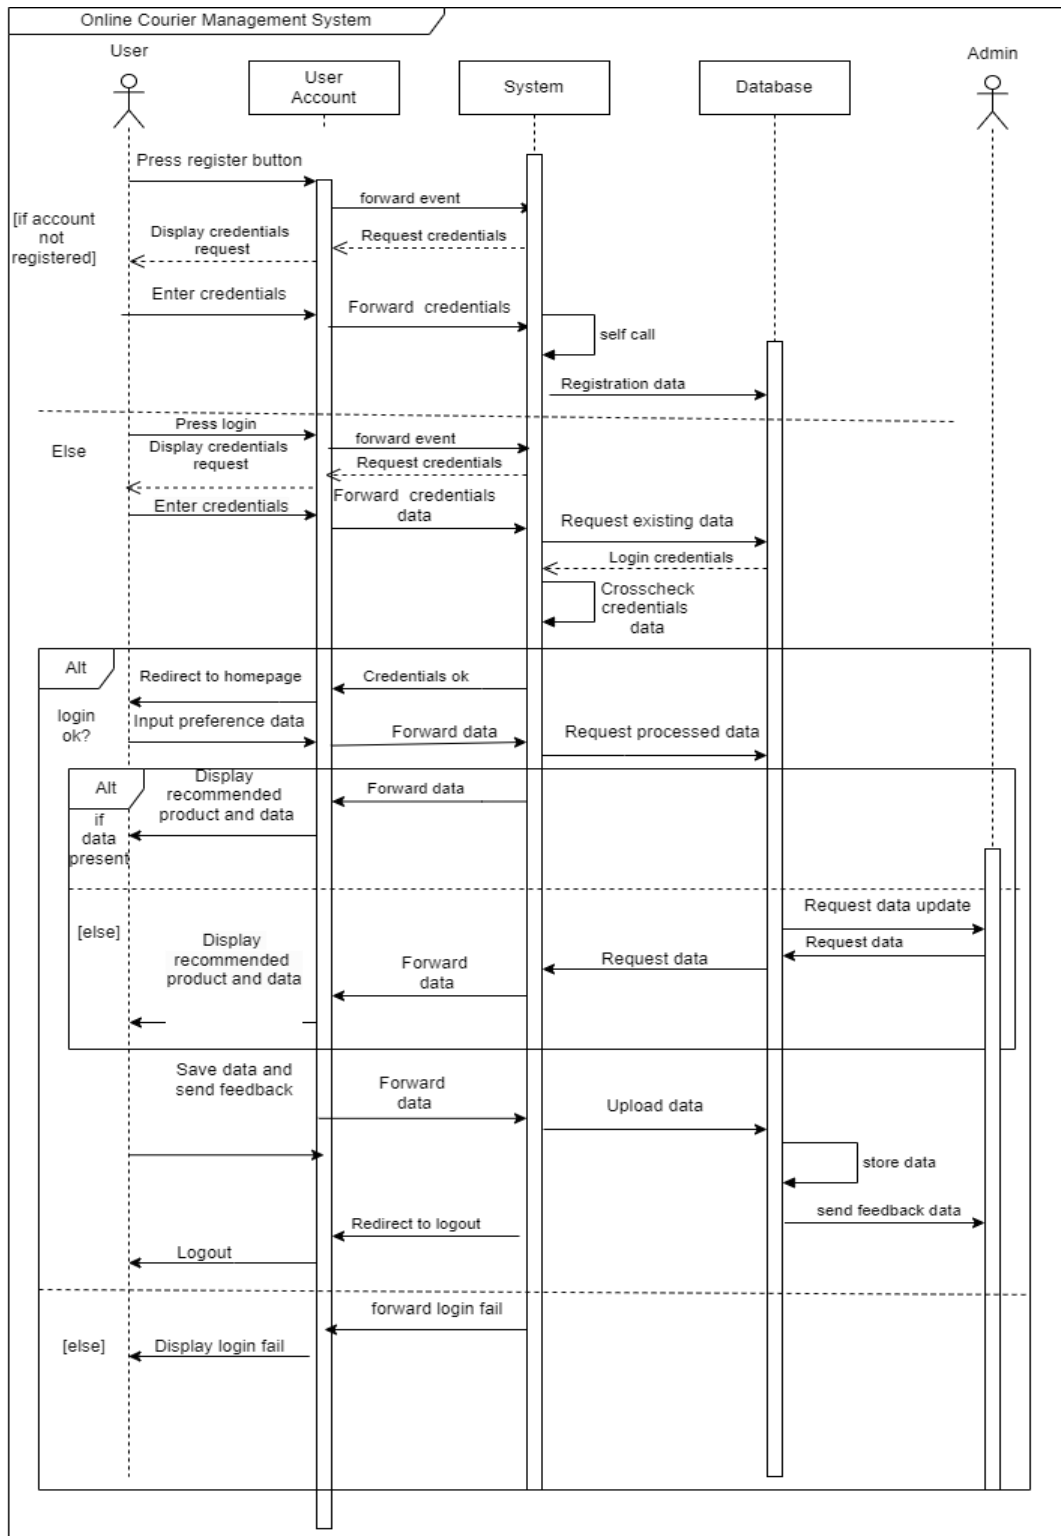 Online Courier Management System
User
Admin
User
Account
System
Database
Press register button
forward event
[if account
not
registered]
Display credentials
request
Request credentials
Enter credentials
Forward credentials
self call
Registration data
Press login
Else
Display credentials
request
forward event
Request credentials
Enter credentials
Forward credentials
data
Request existing data
Login credentials
Crosscheck
credentials
data
Alt
Redirect to homepage
Credentials ok
login
ok?
Input preference data
Forward data
Request processed data
Alt
Display
recommended
product and data
Forward data
if
data
present
Request data update
[else]
Display
recommended
product and data
Request data
Request data
Forward
data
Save data and
send feedback
Forward
data
Upload data
store data
send feedback data
Redirect to logout
Logout
forward login fail
[else]
Display login fail